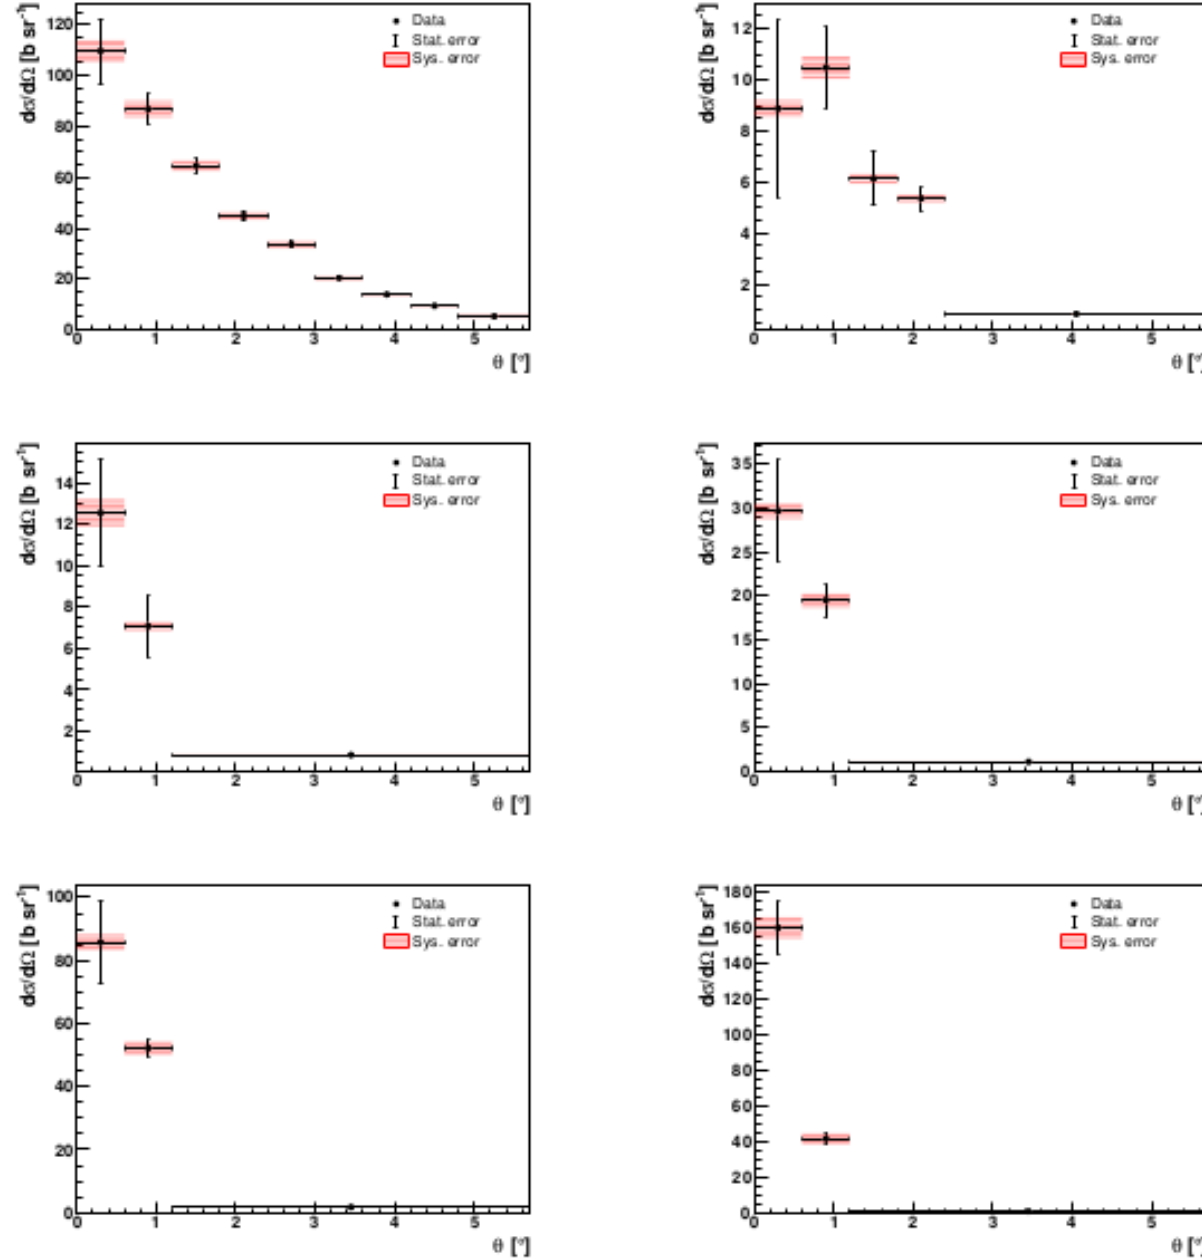 dσ/dΩ [b sr⁻¹]
120
100
80
60
40
20
0
0 1 2 3 4 5
θ [°]
Data
Stat. error
Sys. error
dσ/dΩ [b sr⁻¹]
12
10
8
6
4
2
0 1 2 3 4 5
θ [°]
Data
Stat. error
Sys. error
dσ/dΩ [b sr⁻¹]
14
12
10
8
6
4
2
0 1 2 3 4 5
θ [°]
Data
Stat. error
Sys. error
dσ/dΩ [b sr⁻¹]
35
30
25
20
15
10
5
0
0 1 2 3 4 5
θ [°]
Data
Stat. error
Sys. error
dσ/dΩ [b sr⁻¹]
100
80
60
40
20
0
0 1 2 3 4 5
θ [°]
Data
Stat. error
Sys. error
dσ/dΩ [b sr⁻¹]
180
160
140
120
100
80
60
40
20
0
0 1 2 3 4 5
θ [°]
Data
Stat. error
Sys. error